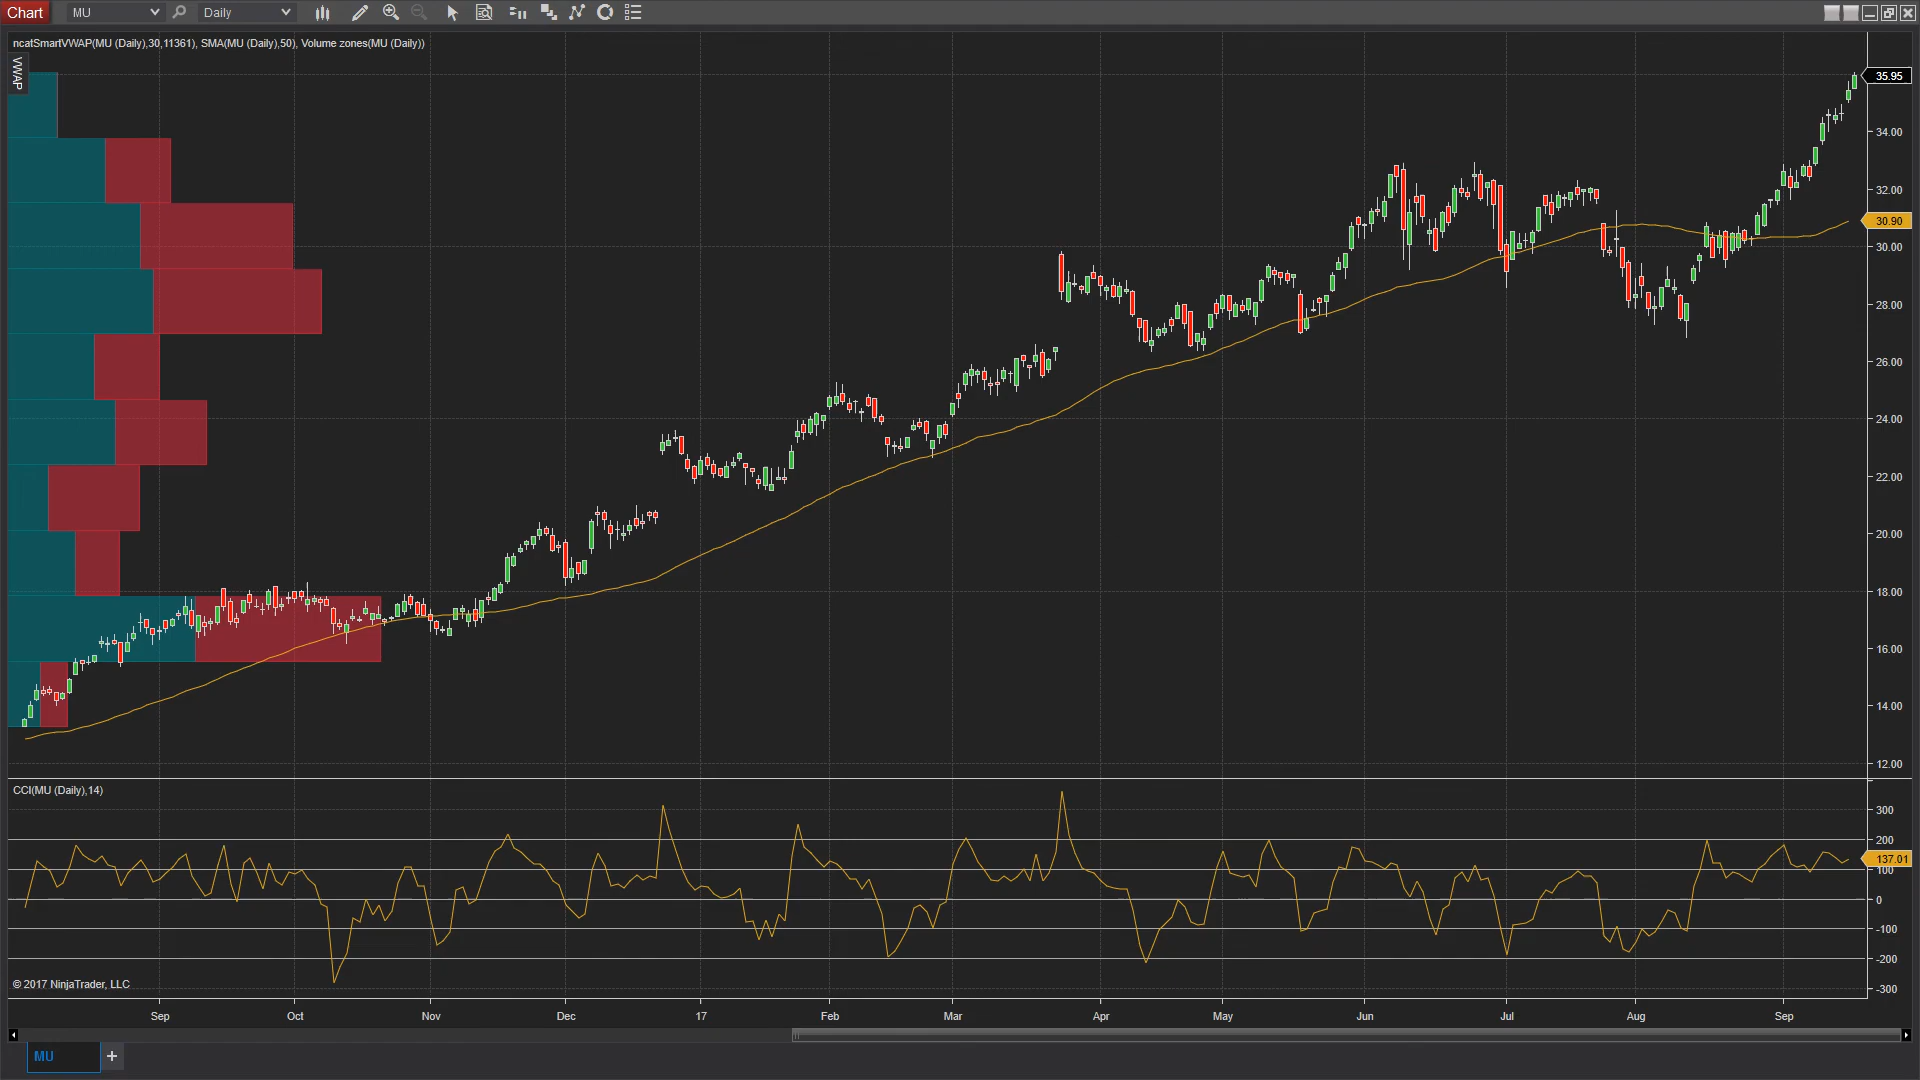 Chart
MU
Daily
ncatSmartVWAP(MU (Daily),30,11361), SMA(MU (Daily),50), Volume zones(MU (Daily))
VWAP
35.95
34.00
32.00
30.90
30.00
28.00
26.00
24.00
22.00
20.00
18.00
16.00
14.00
12.00
CCI(MU (Daily),14)
300
200
137.01
100
0
-100
-200
-300
© 2017 NinjaTrader, LLC
Sep Oct Nov Dec 17 Feb Mar Apr May Jun Jul Aug Sep
MU +